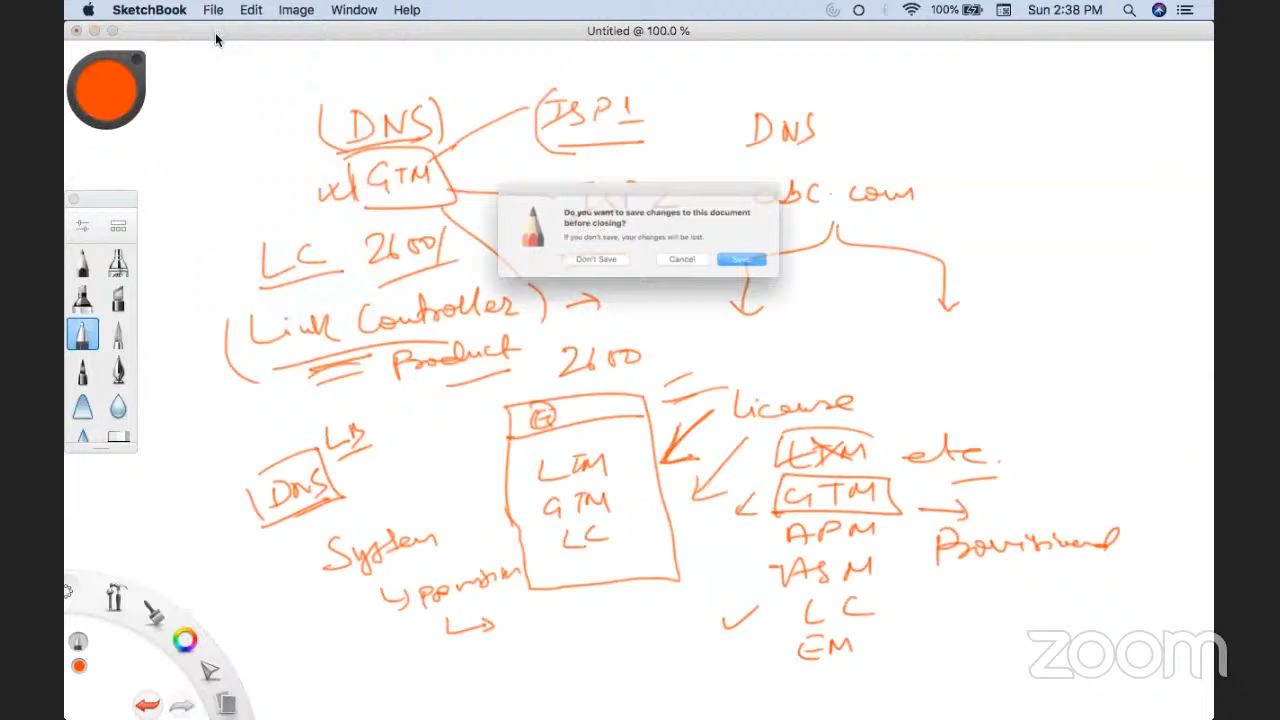 SketchBook File Edit Image Window Help 100% Sun 2:38 PM
Untitled @ 100.0 %
(DNS) ISP1 DNS
GTM abc.com
LC 2600
Do you want to save changes to this document
before closing?
If you don't save, your changes will be lost.
Don't Save Cancel Save
(Link Controller)
Product 2600
License
LTM etc.
LB
DNS
LTM GTM
GTM APM Provisioned
LC ASM
System LC
provision EM
zoom